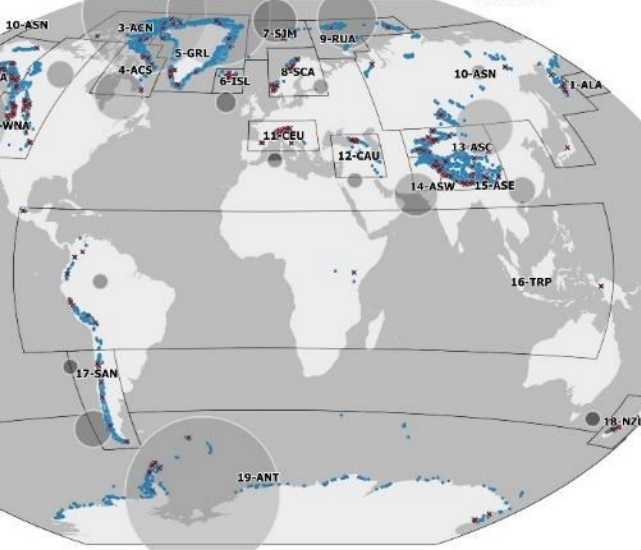 10-ASN
3-ACN
7-SJM
9-RUA
5-GRL
4-ACS
6-ISL
8-SCA
10-ASN
1-ALA
-WNA
11-CEU
12-CAU
13-ASC
14-ASW
15-ASE
16-TRP
17-SAN
18-NZL
19-ANT